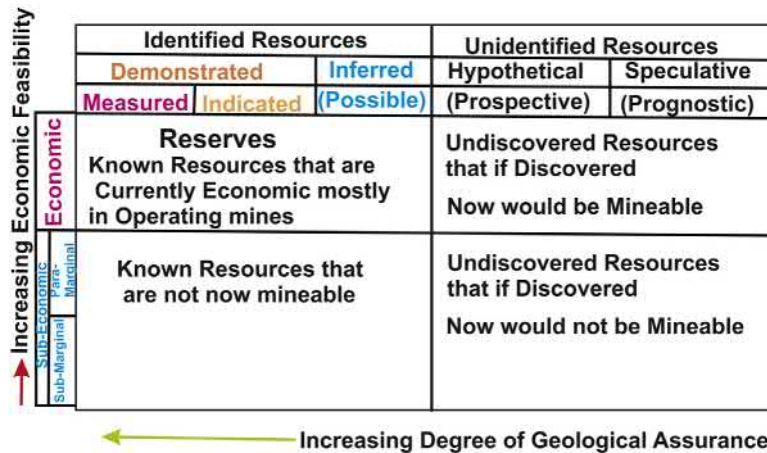 Identified Resources
Unidentified Resources
Demonstrated
Inferred
Hypothetical
Speculative
Measured
Indicated
(Possible)
(Prospective)
(Prognostic)
Increasing Economic Feasibility
Economic
Reserves
Known Resources that are
Currently Economic mostly
in Operating mines
Undiscovered Resources
that if Discovered
Now would be Mineable
Sub-Economic
Para-
Marginal
Sub-Marginal
Known Resources that
are not now mineable
Undiscovered Resources
that if Discovered
Now would not be Mineable
Increasing Degree of Geological Assurance